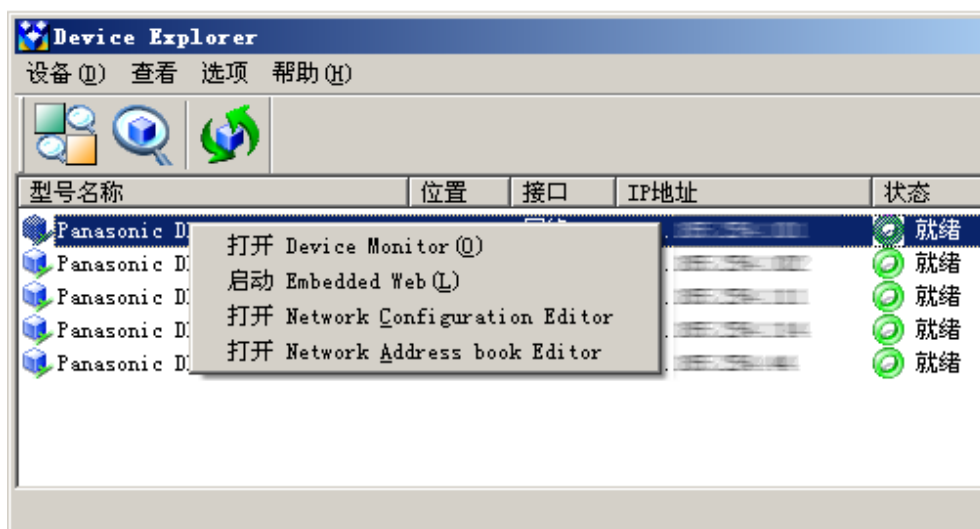 Device Explorer
设备(D) 查看 选项 帮助(H)
型号名称 位置 接口 IP地址 状态
Panasonic 就绪
打开 Device Monitor(O)
Panasonic 就绪
启动 Embedded Web(L)
Panasonic 就绪
打开 Network Configuration Editor
Panasonic 就绪
打开 Network Address book Editor
Panasonic 就绪